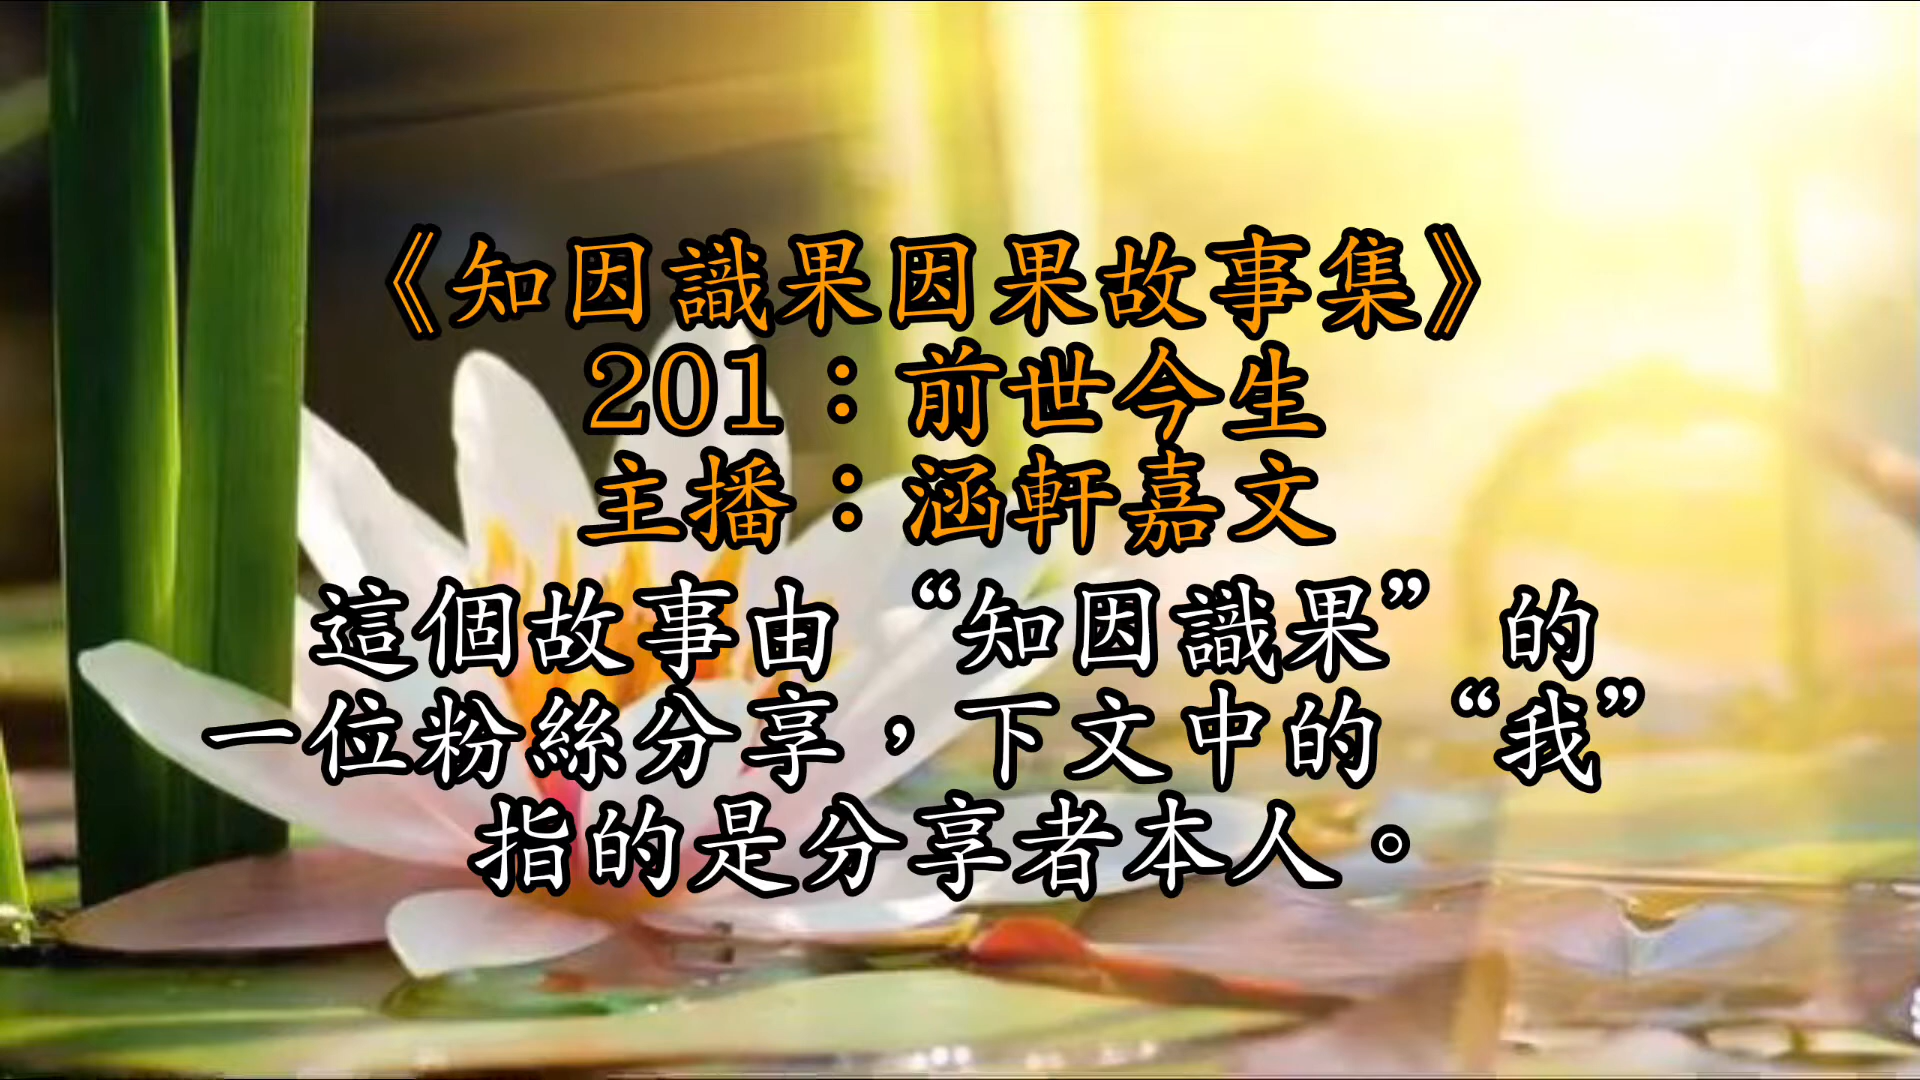 《知因識果因果故事集》
201：前世今生
主播：涵軒嘉文
這個故事由“知因識果”的
一位粉絲分享，下文中的“我”
指的是分享者本人。